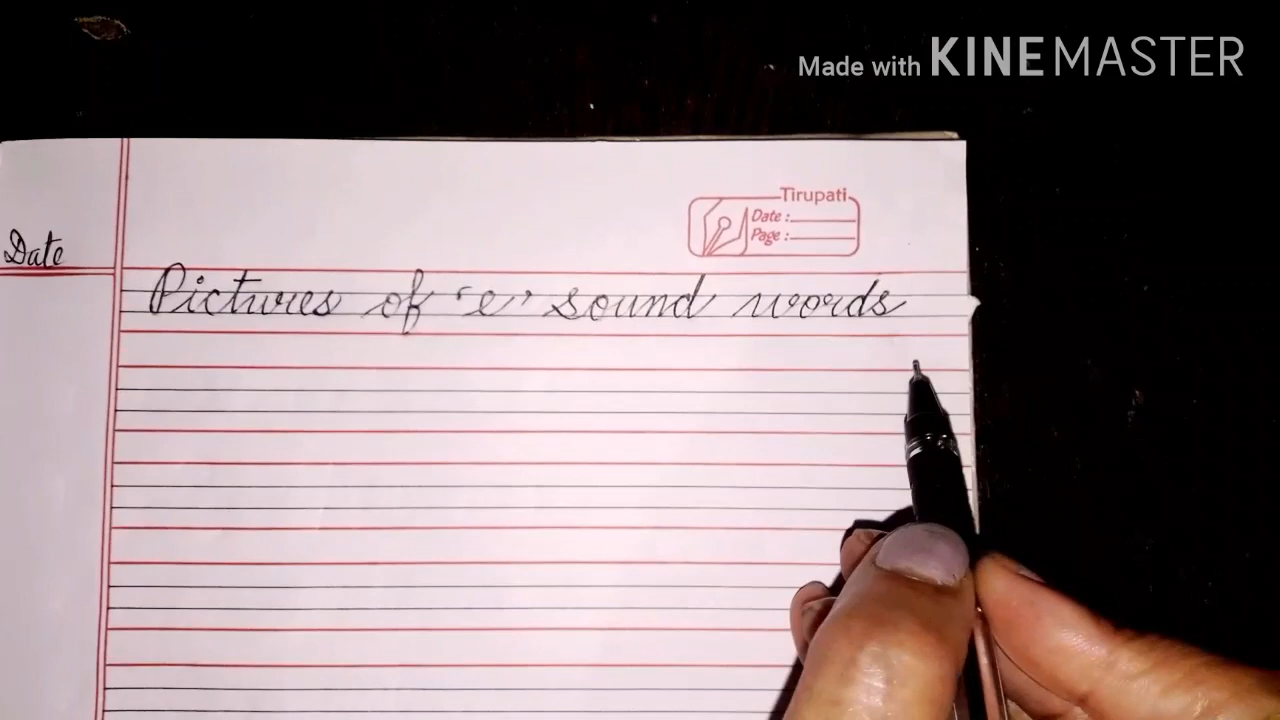 Made with KINEMASTER
Tirupati
Date :
Page :
Date
Pictures of 'e' sound words